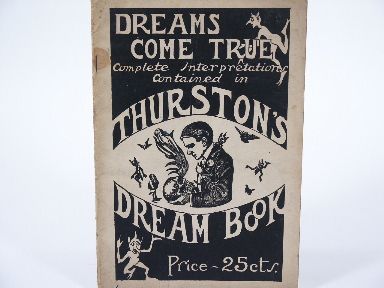 DREAMS
COME TRUE
Complete Interpretations
Contained in
THURSTON'S
DREAM BOOK
Price - 25cts.